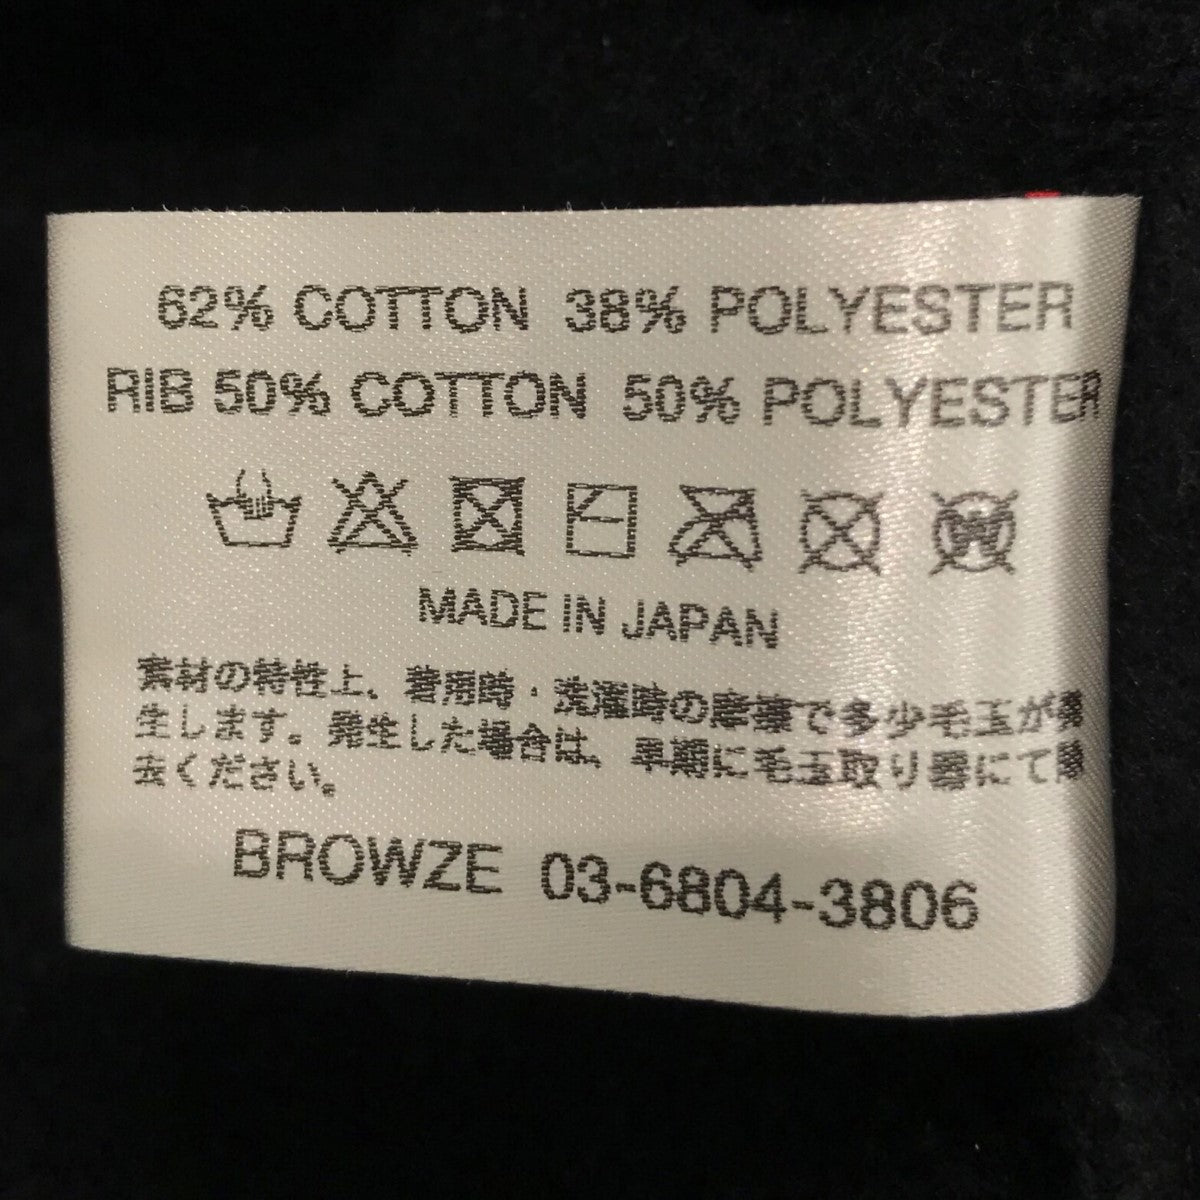 62% COTTON 38% POLYESTER
RIB 50% COTTON 50% POLYESTER
MADE IN JAPAN
素材の特性上、着用時・洗濯時の摩擦で多少毛玉が発
生します。発生した場合は、早期に毛玉取り器にて除
去ください。
BROWZE 03-6804-3806